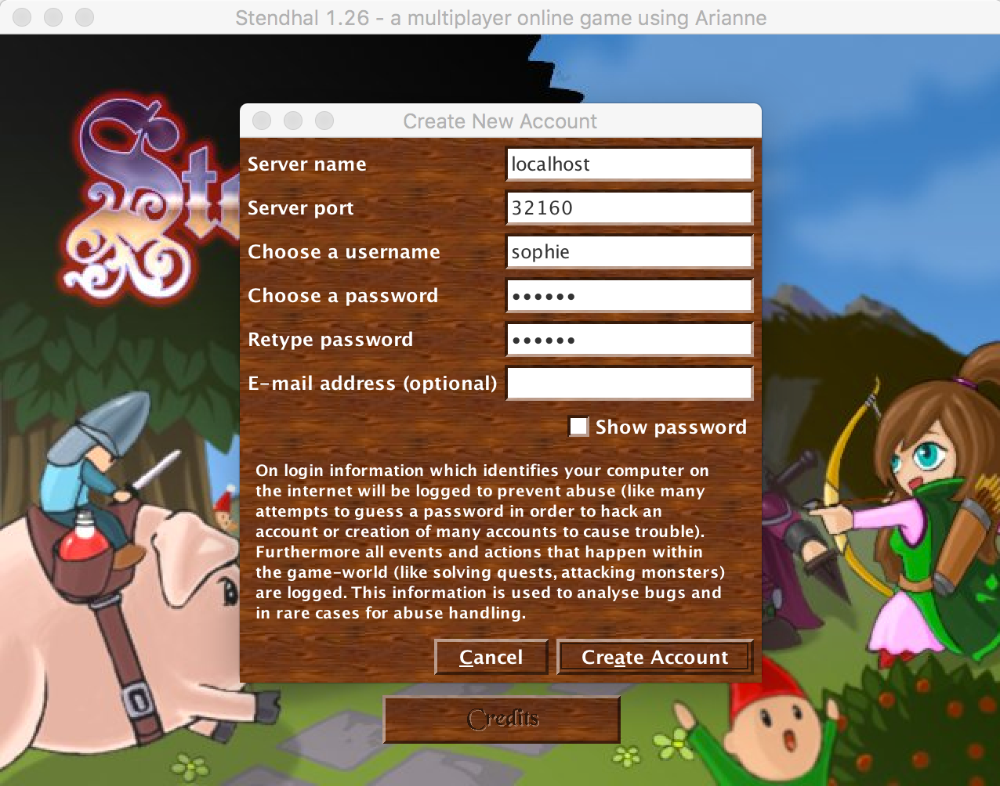 Stendhal 1.26 - a multiplayer online game using Arianne
Create New Account
Server name
localhost
Server port
32160
Choose a username
sophie
Choose a password
••••••
Retype password
••••••
E-mail address (optional)
Show password
On login information which identifies your computer on
the internet will be logged to prevent abuse (like many
attempts to guess a password in order to hack an
account or creation of many accounts to cause trouble).
Furthermore all events and actions that happen within
the game-world (like solving quests, attacking monsters)
are logged. This information is used to analyse bugs and
in rare cases for abuse handling.
Cancel
Create Account
Credits